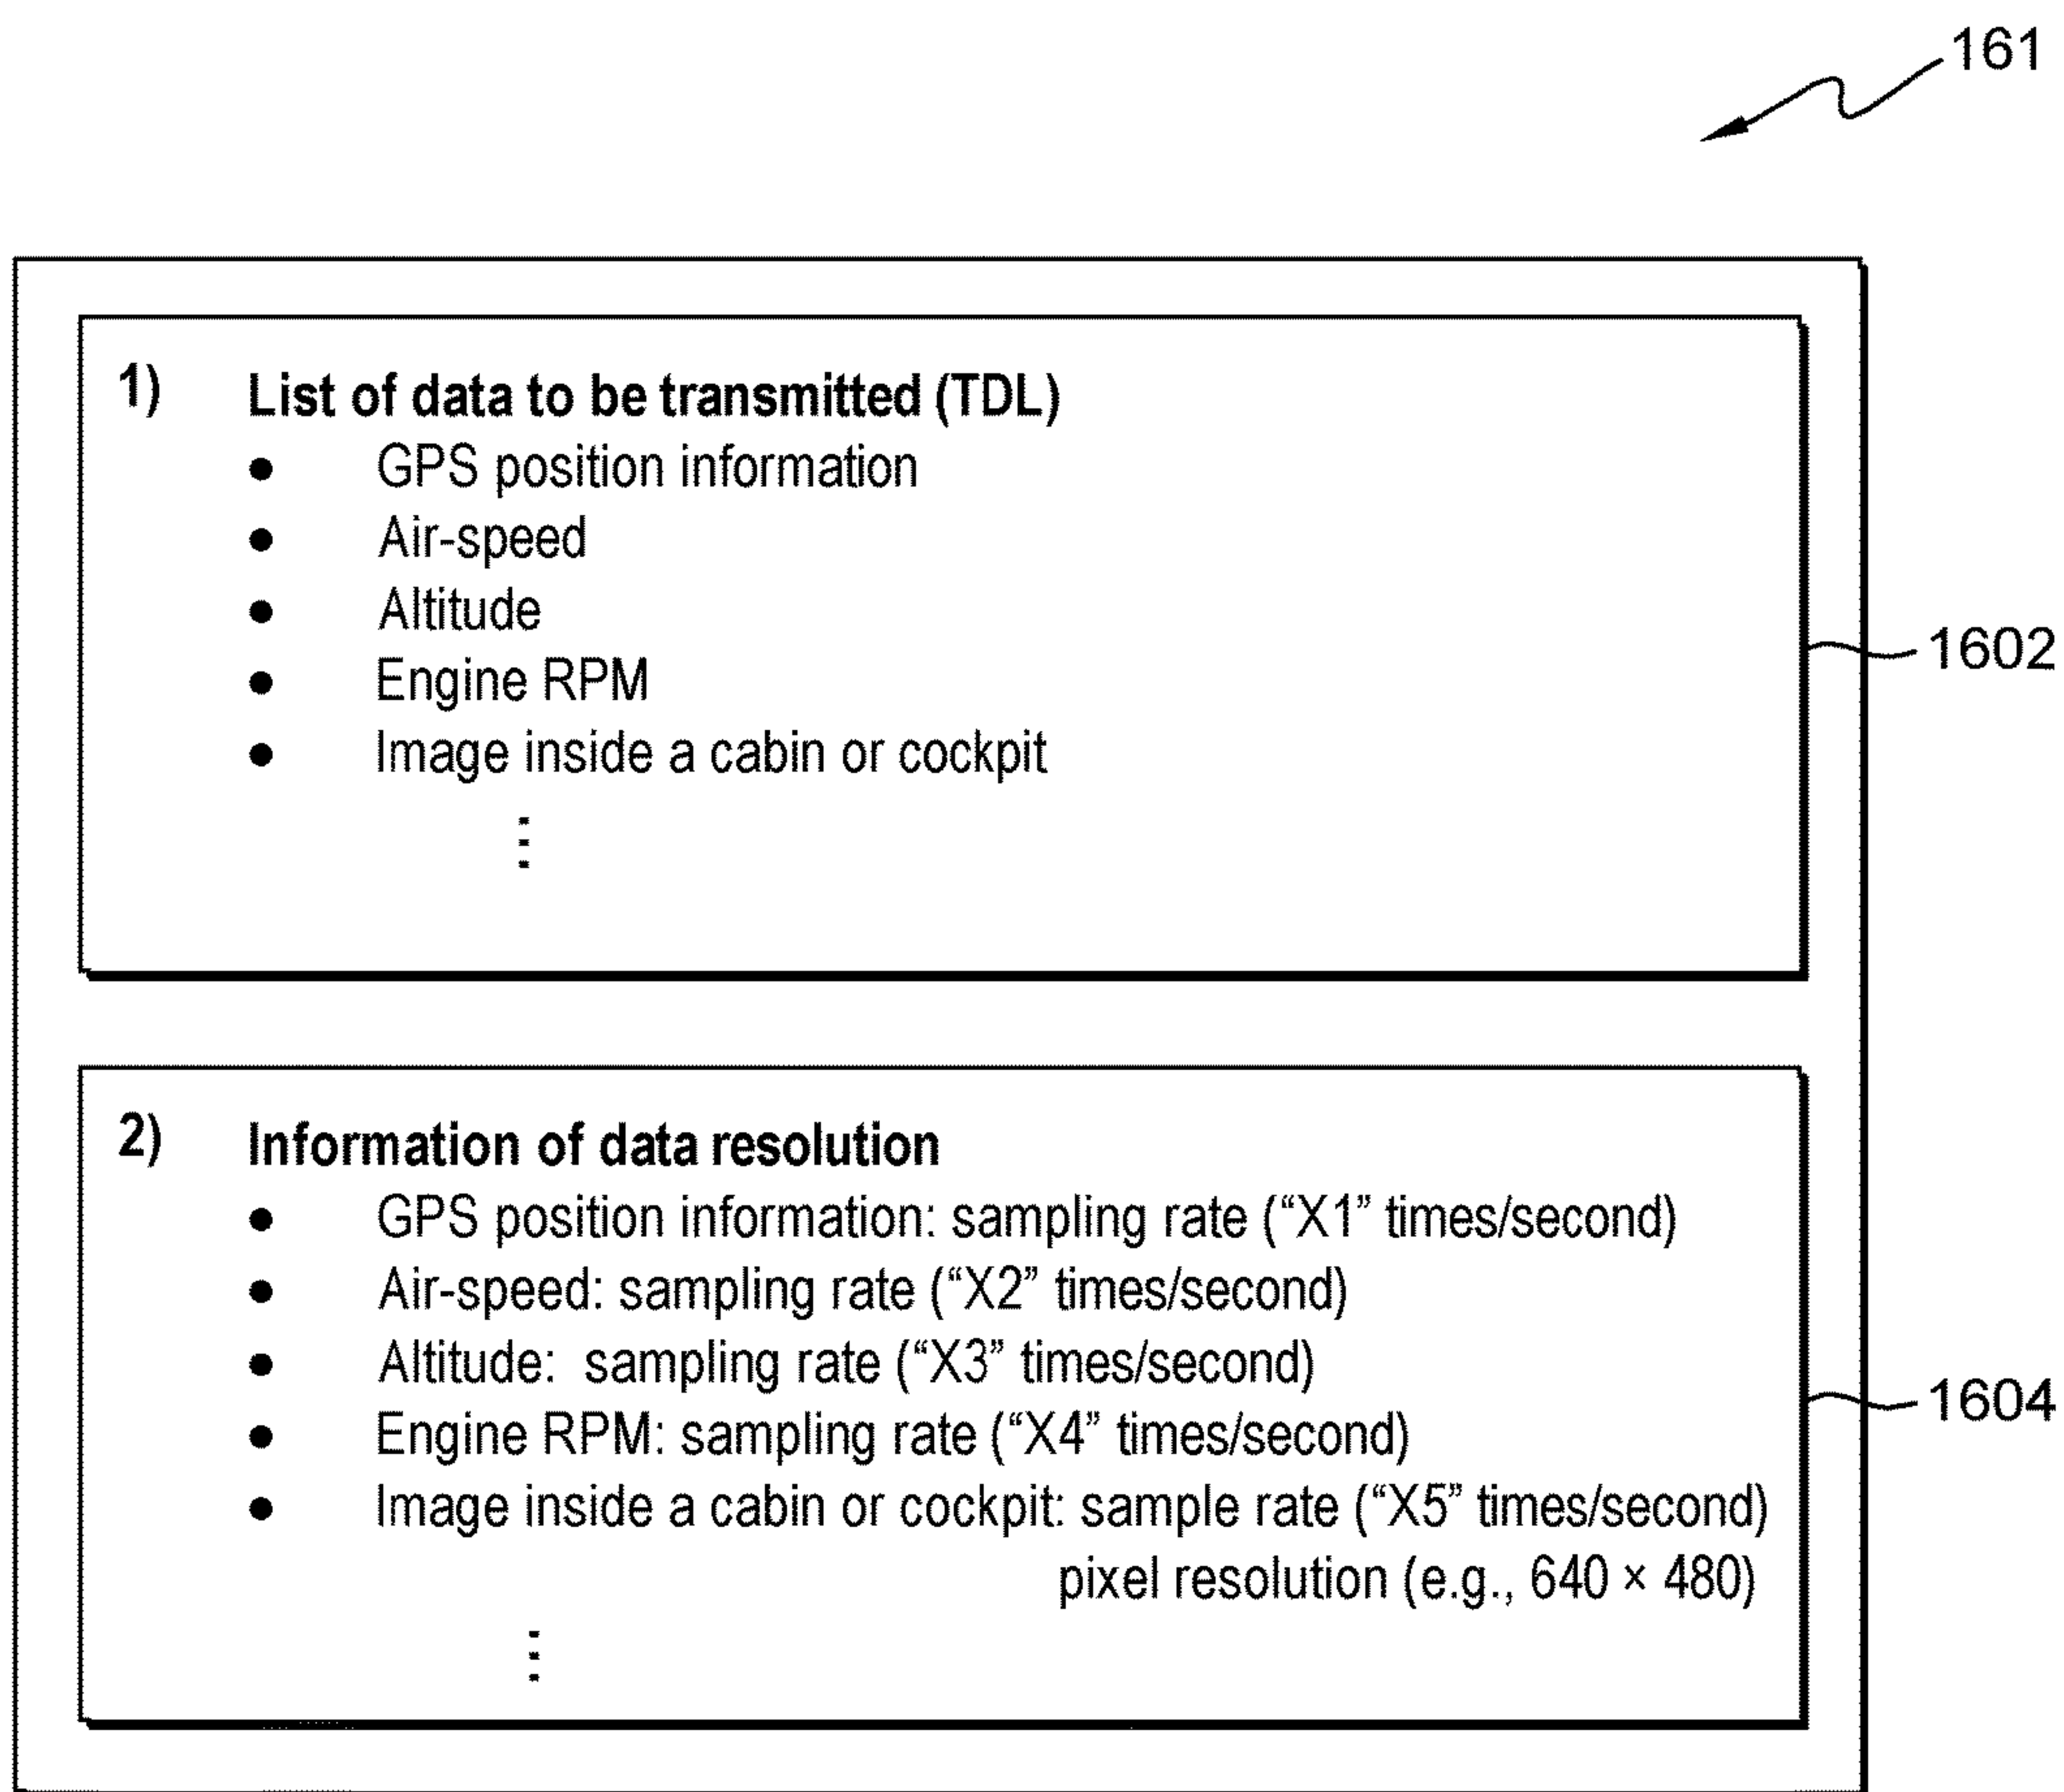 161
1) List of data to be transmitted (TDL)
● GPS position information
● Air-speed
● Altitude
● Engine RPM
● Image inside a cabin or cockpit
⋮
1602
2) Information of data resolution
● GPS position information: sampling rate (“X1” times/second)
● Air-speed: sampling rate (“X2” times/second)
● Altitude:  sampling rate (“X3” times/second)
● Engine RPM: sampling rate (“X4” times/second)
● Image inside a cabin or cockpit: sample rate (“X5” times/second)
pixel resolution (e.g., 640 × 480)
⋮
1604